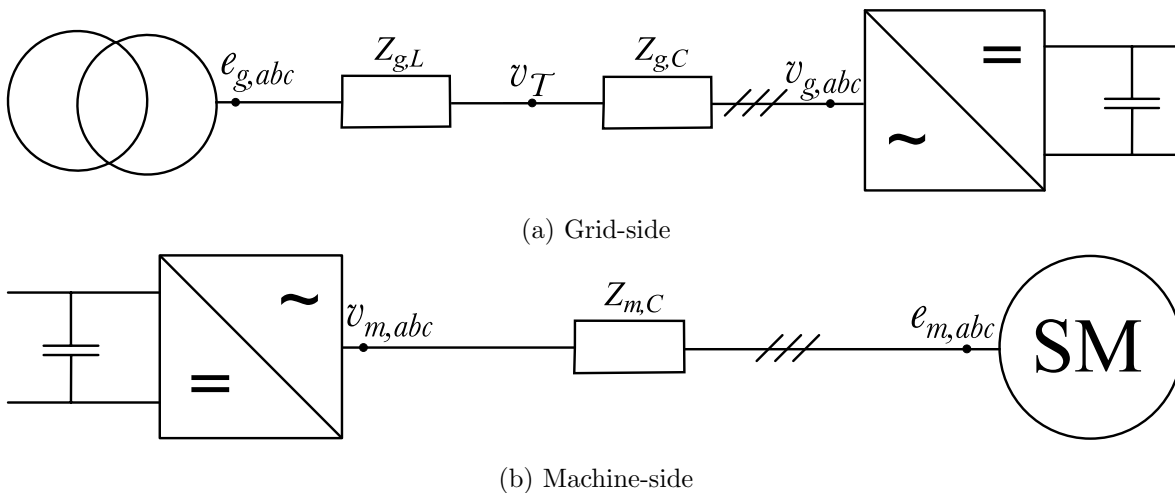 e_{g,abc} Z_{g,L} v_T Z_{g,C} v_{g,abc} = ~
(a) Grid-side
= ~ v_{m,abc} Z_{m,C} e_{m,abc} SM
(b) Machine-side